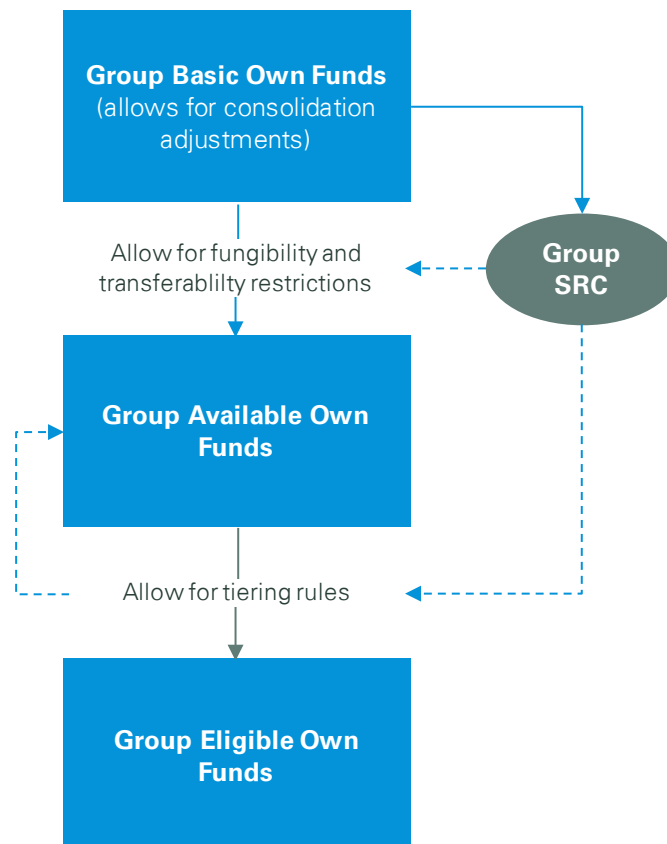 Group Basic Own Funds
(allows for consolidation
adjustments)
Group
SRC
Allow for fungibility and
transferablilty restrictions
Group Available Own
Funds
Allow for tiering rules
Group Eligible Own
Funds